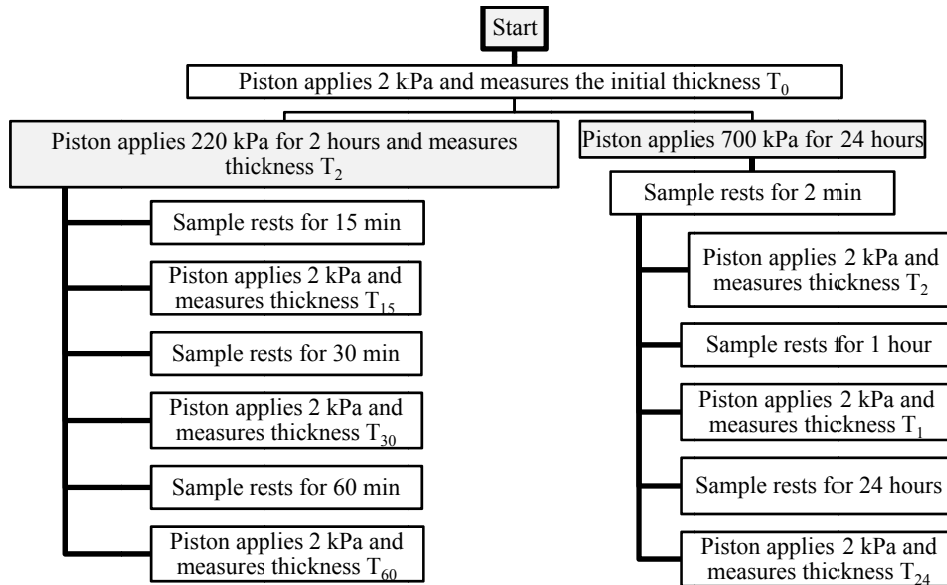 Start
Piston applies 2 kPa and measures the initial thickness T₀
Piston applies 220 kPa for 2 hours and measures
thickness T₂
Sample rests for 15 min
Piston applies 2 kPa and
measures thickness T₁₅
Sample rests for 30 min
Piston applies 2 kPa and
measures thickness T₃₀
Sample rests for 60 min
Piston applies 2 kPa and
measures thickness T₆₀
Piston applies 700 kPa for 24 hours
Sample rests for 2 min
Piston applies 2 kPa and
measures thickness T₂
Sample rests for 1 hour
Piston applies 2 kPa and
measures thickness T₁
Sample rests for 24 hours
Piston applies 2 kPa and
measures thickness T₂₄